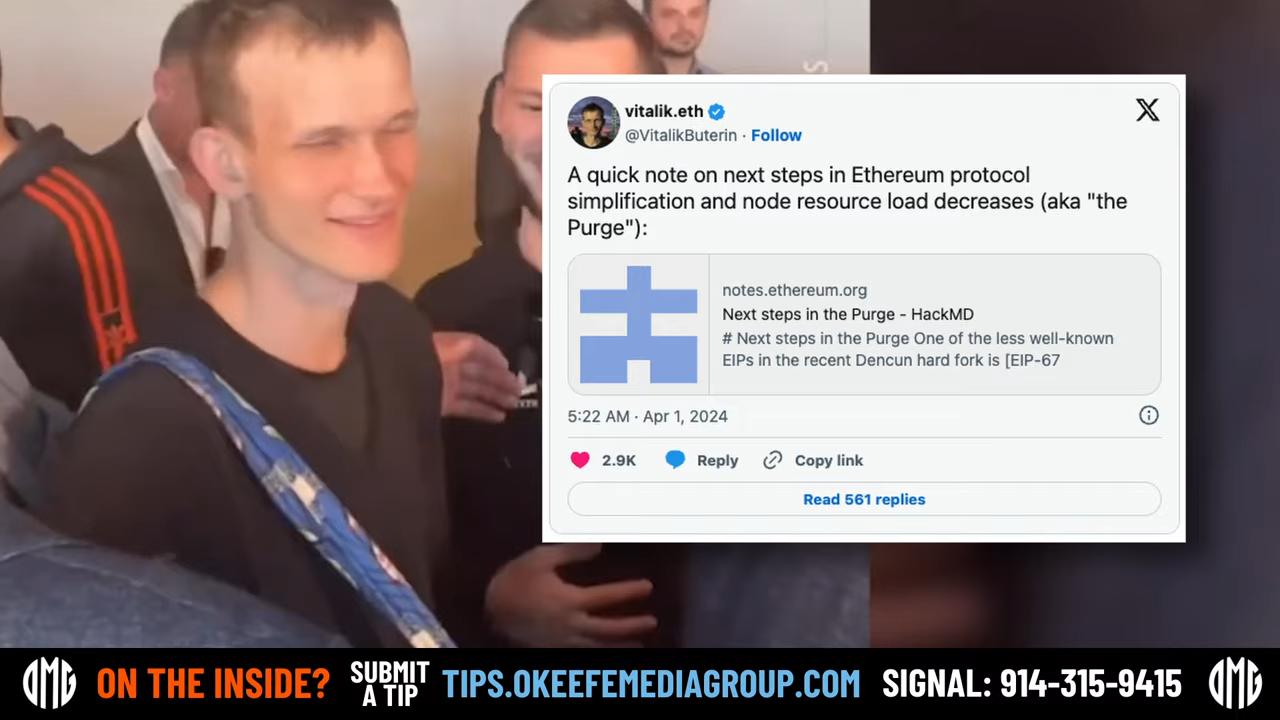 vitalik.eth
@VitalikButerin · Follow
A quick note on next steps in Ethereum protocol
simplification and node resource load decreases (aka "the
Purge"):
notes.ethereum.org
Next steps in the Purge - HackMD
# Next steps in the Purge One of the less well-known
EIPs in the recent Dencun hard fork is [EIP-67
5:22 AM · Apr 1, 2024
2.9K Reply Copy link
Read 561 replies
OMG ON THE INSIDE? SUBMIT
A TIP TIPS.OKEEFEMEDIAGROUP.COM SIGNAL: 914-315-9415 OMG